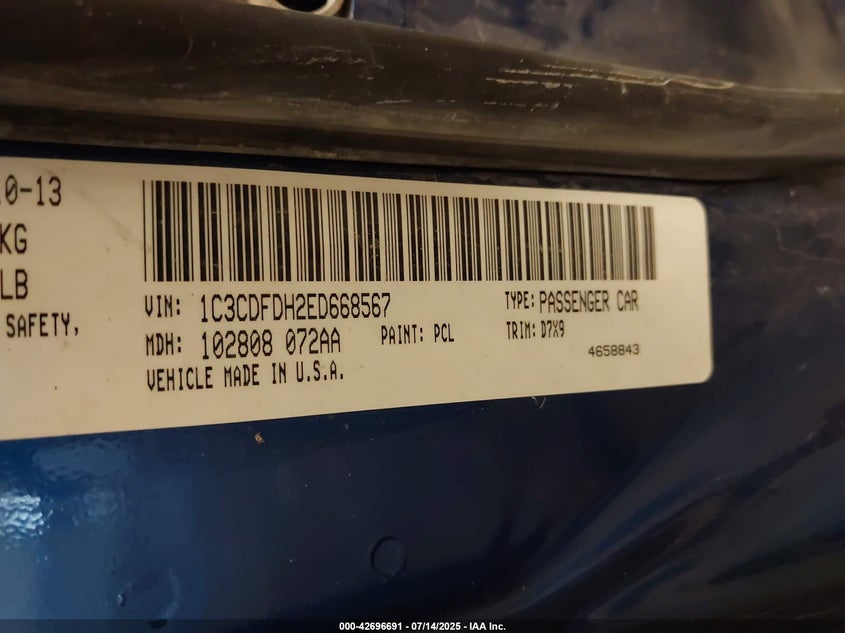 10-13
KG
LB
SAFETY,
VIN: 1C3CDFDH2ED668567
TYPE: PASSENGER CAR
MDH: 102808 072AA
PAINT: PCL
TRIM: D7X9
VEHICLE MADE IN U.S.A.
4658843
000-42696691 - 07/14/2025 - IAA Inc.